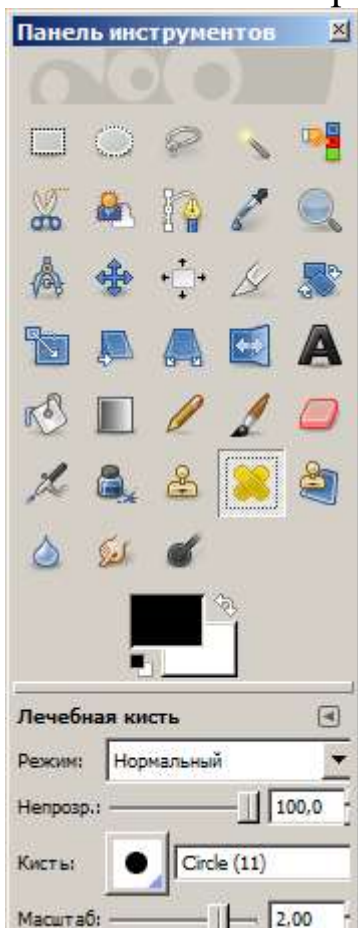 Панель инструментов
Лечебная кисть
Режим: Нормальный
Непрозр.: 100,0
Кисть: Circle (11)
Масштаб: 2,00